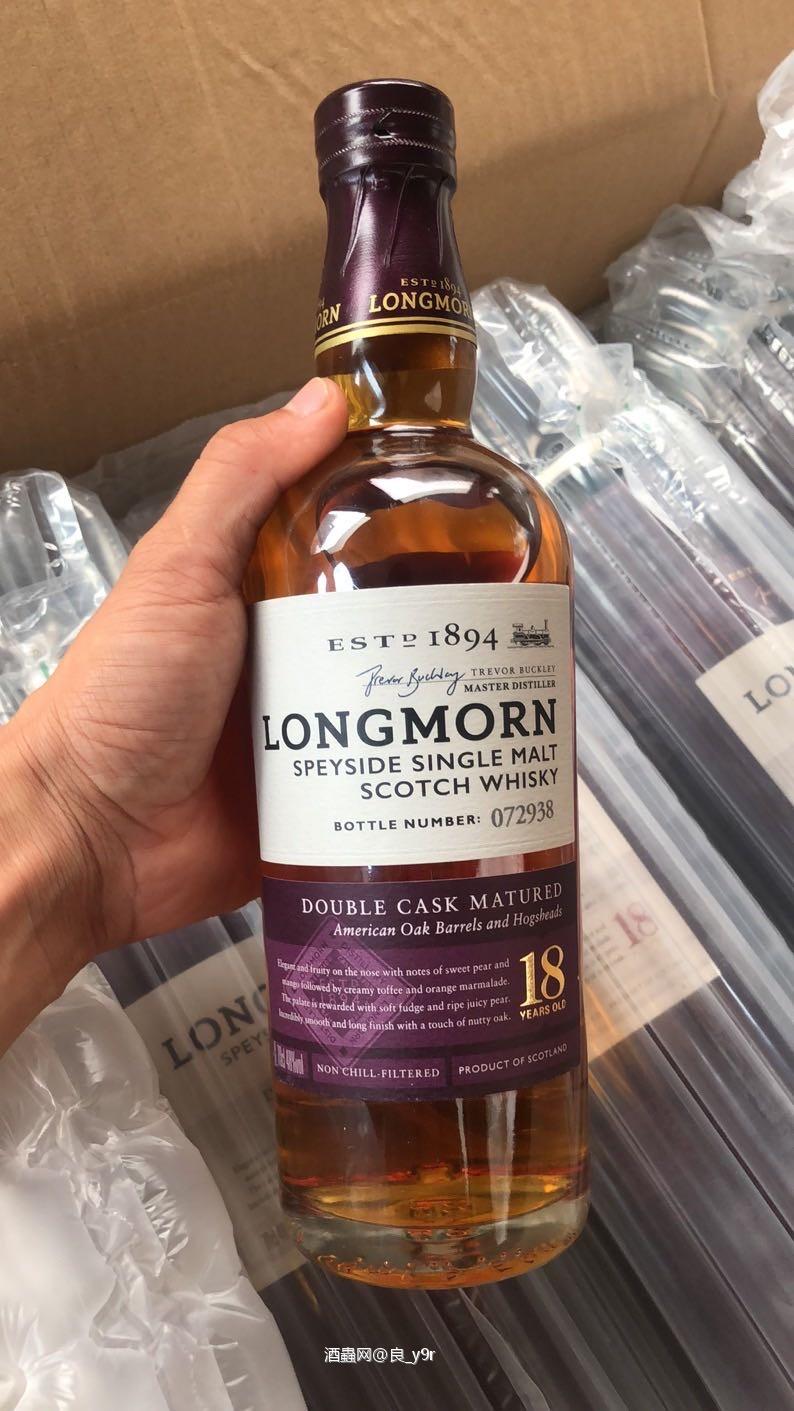 ESTD 1894
LONGMORN
ESTD 1894
Trevor Buckley TREVOR BUCKLEY
MASTER DISTILLER
LONGMORN
SPEYSIDE SINGLE MALT
SCOTCH WHISKY
BOTTLE NUMBER: 072938
DOUBLE CASK MATURED
American Oak Barrels and Hogsheads
Elegant and fruity on the nose with notes of sweet pear and
mango followed by creamy toffee and orange marmalade.
The palate is rewarded with soft fudge and ripe juicy pear.
Incredibly smooth and long finish with a touch of nutty oak.
18
YEARS OLD
NON CHILL-FILTERED
PRODUCT OF SCOTLAND
18
酒蟲网@良_y9r